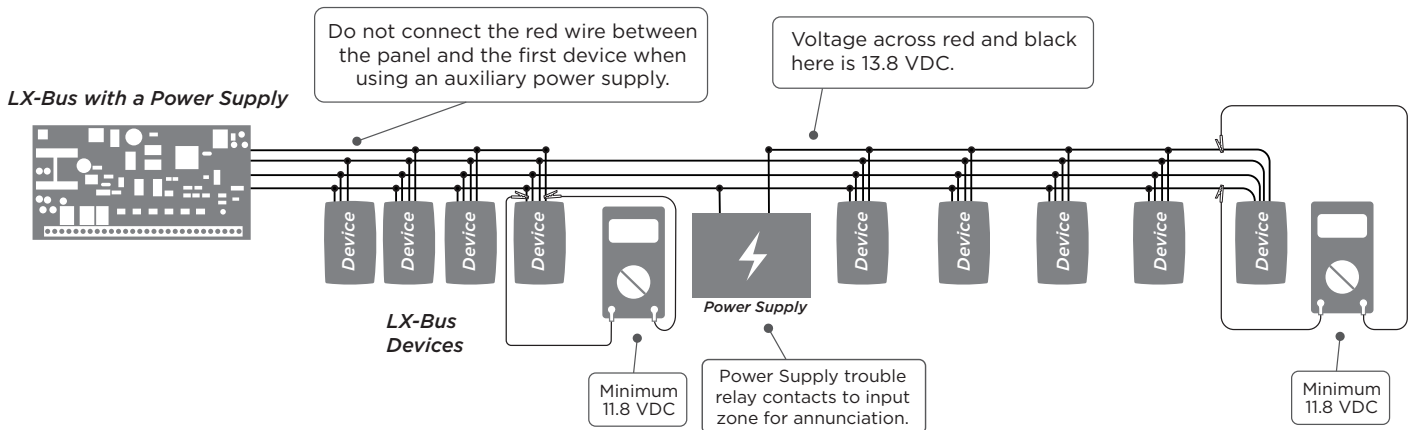 Do not connect the red wire between
the panel and the first device when
using an auxiliary power supply.
Voltage across red and black
here is 13.8 VDC.
LX-Bus with a Power Supply
Device
Device
Device
Device
Device
Device
Device
Device
Device
Power Supply
LX-Bus
Devices
Minimum
11.8 VDC
Power Supply trouble
relay contacts to input
zone for annunciation.
Minimum
11.8 VDC